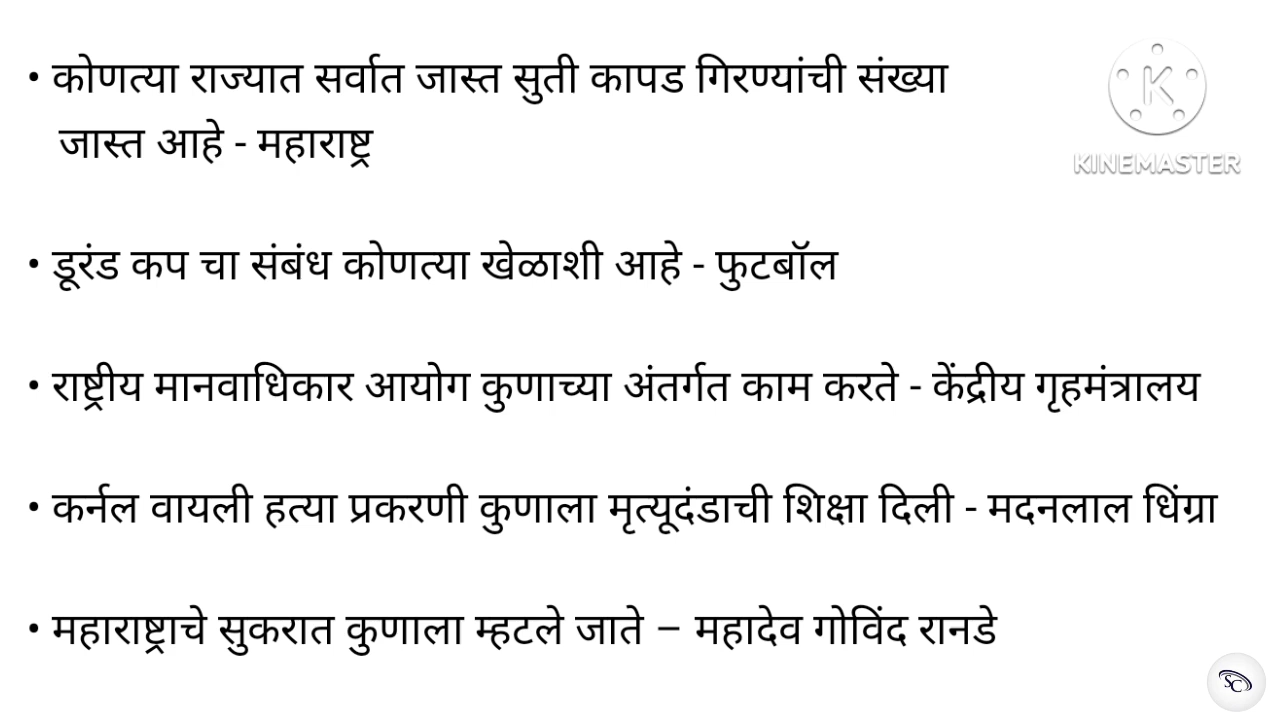 • कोणत्या राज्यात सर्वात जास्त सुती कापड गिरण्यांची संख्या
जास्त आहे - महाराष्ट्र
KINEMASTER
• डूरंड कप चा संबंध कोणत्या खेळाशी आहे - फुटबॉल
• राष्ट्रीय मानवाधिकार आयोग कुणाच्या अंतर्गत काम करते - केंद्रीय गृहमंत्रालय
• कर्नल वायली हत्या प्रकरणी कुणाला मृत्यूदंडाची शिक्षा दिली - मदनलाल धिंग्रा
• महाराष्ट्राचे सुकरात कुणाला म्हटले जाते – महादेव गोविंद रानडे
SC